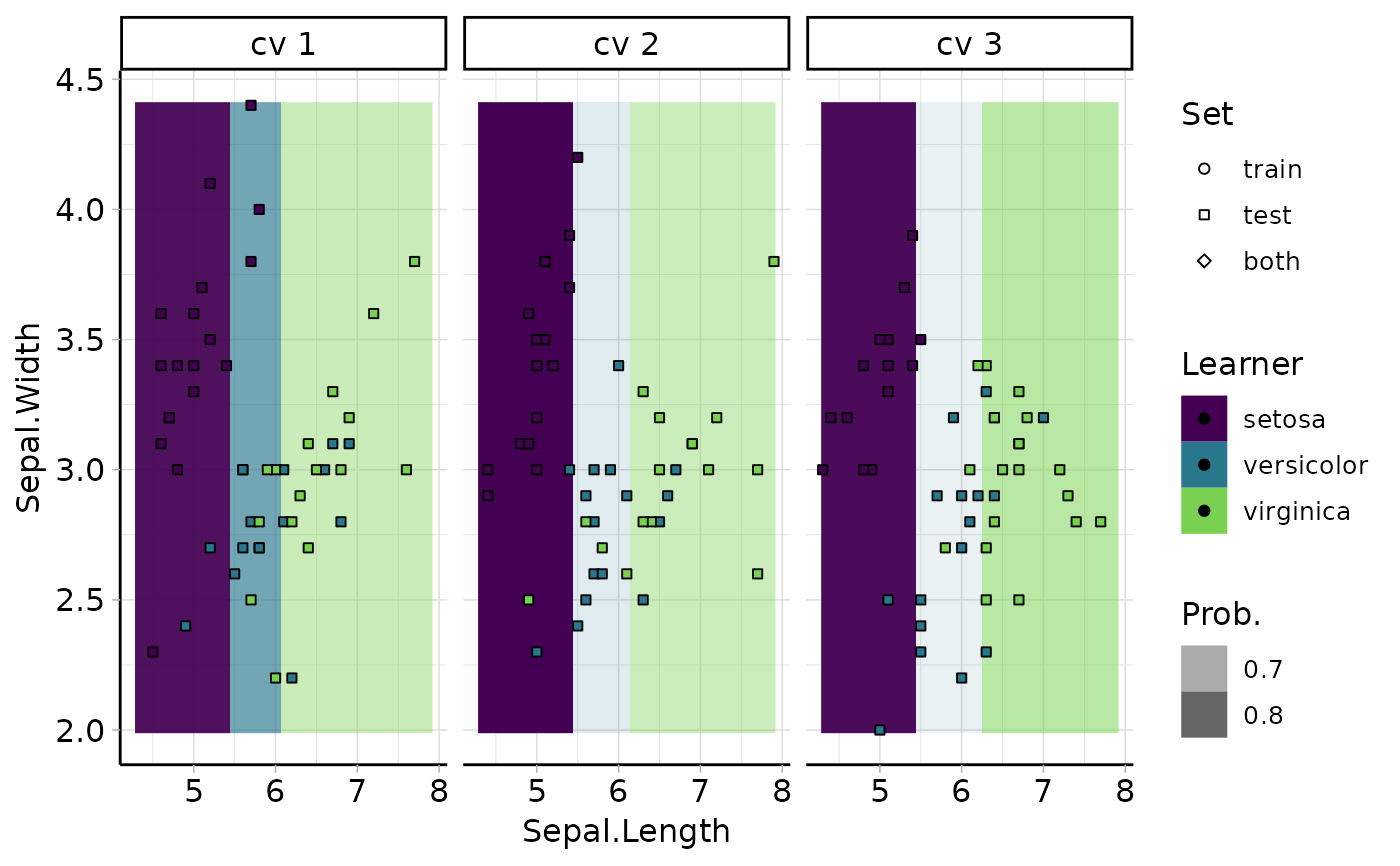 cv 1
cv 2
cv 3
4.5
4.0
3.5
3.0
2.5
2.0
Sepal.Width
5 6 7 8
5 6 7 8
5 6 7 8
Sepal.Length
Set
train
test
both
Learner
setosa
versicolor
virginica
Prob.
0.7
0.8